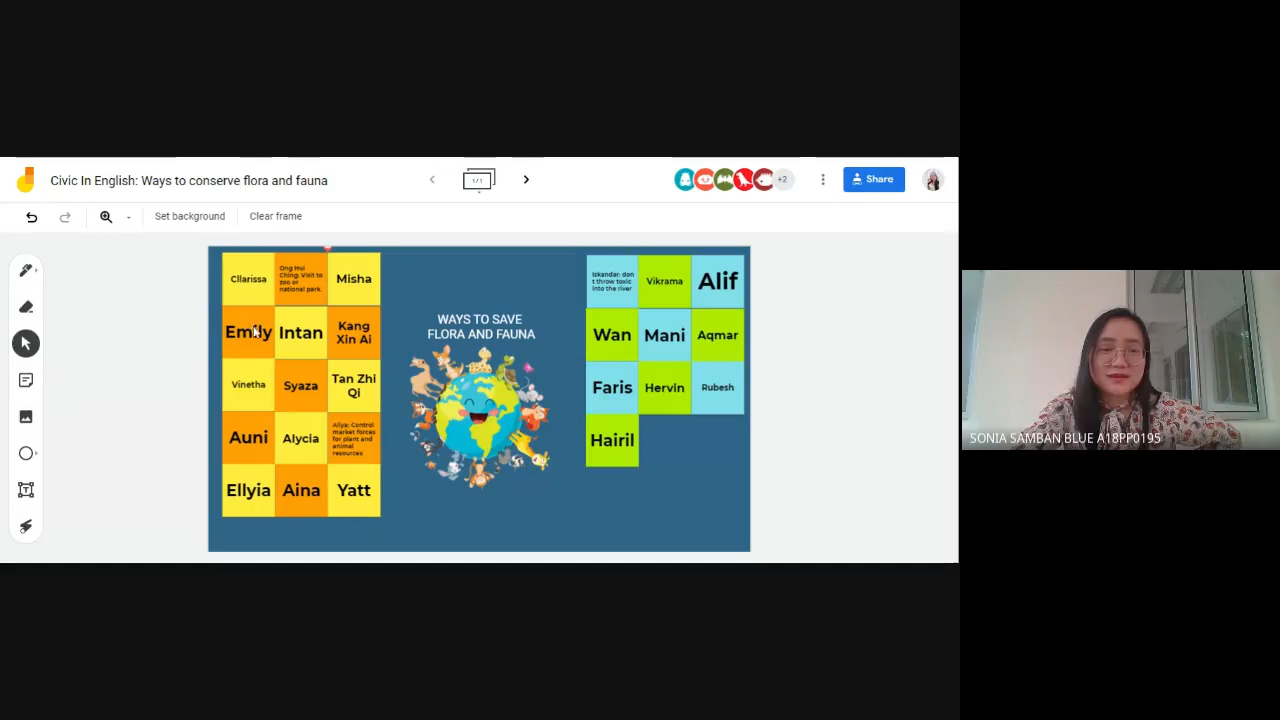 Civic In English: Ways to conserve flora and fauna
1/1
+2
Share
Set background
Clear frame
Cllarissa
Ong Hui
Ching: Visit to
zoo or
national park.
Misha
Emily
Intan
Kang
Xin Ai
Vinetha
Syaza
Tan Zhi
Qi
Auni
Alycia
Aliya: Control
market forces
for plant and
animal
resources
Ellyia
Aina
Yatt
WAYS TO SAVE
FLORA AND FAUNA
Iskandar: don
t throw toxic
into the river
Vikrama
Alif
Wan
Mani
Aqmar
Faris
Hervin
Rubesh
Hairil
SONIA SAMBAN BLUE A18PP0195